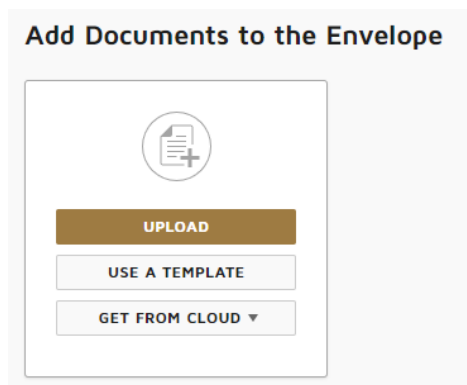 Add Documents to the Envelope
UPLOAD
USE A TEMPLATE
GET FROM CLOUD